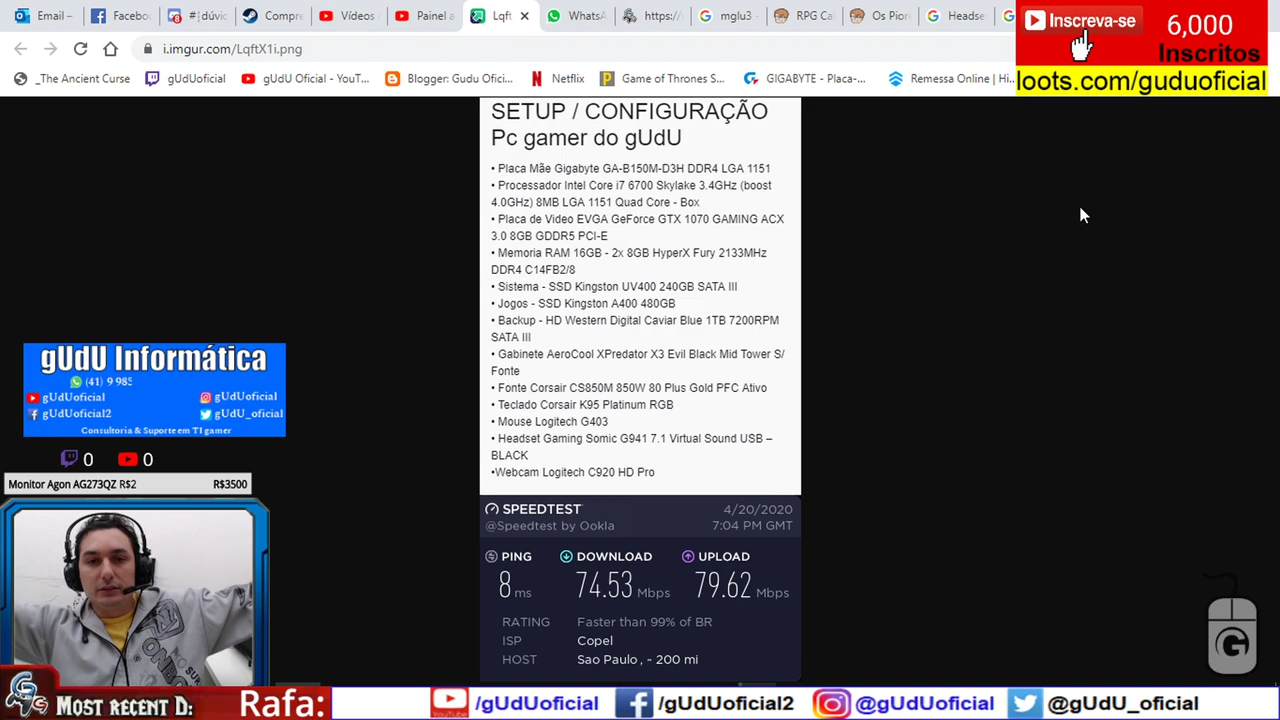 Email –
Facebo
#┃dúvic
Compre
Vídeos
Painel a
Lqft
WhatsA
https://
mglu3 -
RPG Ca
Os Pior
Headse
i.imgur.com/LqftX1i.png
_The Ancient Curse
gUdUoficial
gUdU Oficial - YouT...
Blogger: Gudu Ofici...
Netflix
Game of Thrones S...
GIGABYTE - Placa-...
Remessa Online | Hi...
Inscreva-se
6,000
Inscritos
loots.com/guduoficial
SETUP / CONFIGURAÇÃO
Pc gamer do gUdU
• Placa Mãe Gigabyte GA-B150M-D3H DDR4 LGA 1151
• Processador Intel Core i7 6700 Skylake 3.4GHz (boost
4.0GHz) 8MB LGA 1151 Quad Core - Box
• Placa de Video EVGA GeForce GTX 1070 GAMING ACX
3.0 8GB GDDR5 PCI-E
• Memoria RAM 16GB - 2x 8GB HyperX Fury 2133MHz
DDR4 C14FB2/8
• Sistema - SSD Kingston UV400 240GB SATA III
• Jogos - SSD Kingston A400 480GB
• Backup - HD Western Digital Caviar Blue 1TB 7200RPM
SATA III
• Gabinete AeroCool XPredator X3 Evil Black Mid Tower S/
Fonte
• Fonte Corsair CS850M 850W 80 Plus Gold PFC Ativo
• Teclado Corsair K95 Platinum RGB
• Mouse Logitech G403
• Headset Gaming Somic G941 7.1 Virtual Sound USB –
BLACK
•Webcam Logitech C920 HD Pro
SPEEDTEST
@Speedtest by Ookla
4/20/2020
7:04 PM GMT
PING
8 ms
DOWNLOAD
74.53 Mbps
UPLOAD
79.62 Mbps
RATING Faster than 99% of BR
ISP Copel
HOST Sao Paulo , ~ 200 mi
gUdU Informática
(41) 9 985
gUdUoficial
gUdUoficial
gUdUoficial2
gUdU_oficial
Consultoria & Suporte em TI gamer
0
0
Monitor Agon AG273QZ R$2
R$3500
MOST RECENT D:
Rafa:
/gUdUoficial
/gUdUoficial2
@gUdUoficial
@gUdU_oficial